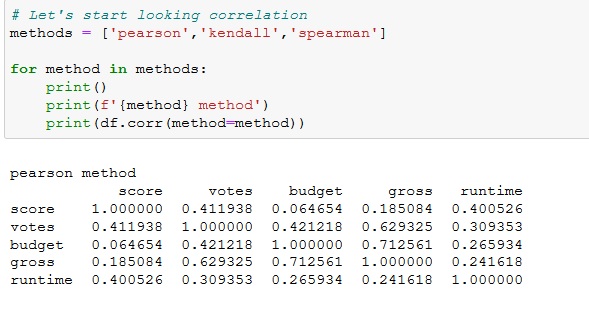 # Let's start looking correlation
methods = ['pearson','kendall','spearman']
for method in methods:
    print()
    print(f'{method} method')
    print(df.corr(method=method))
pearson method
            score     votes    budget     gross   runtime
score    1.000000  0.411938  0.064654  0.185084  0.400526
votes    0.411938  1.000000  0.421218  0.629325  0.309353
budget   0.064654  0.421218  1.000000  0.712561  0.265934
gross    0.185084  0.629325  0.712561  1.000000  0.241618
runtime  0.400526  0.309353  0.265934  0.241618  1.000000